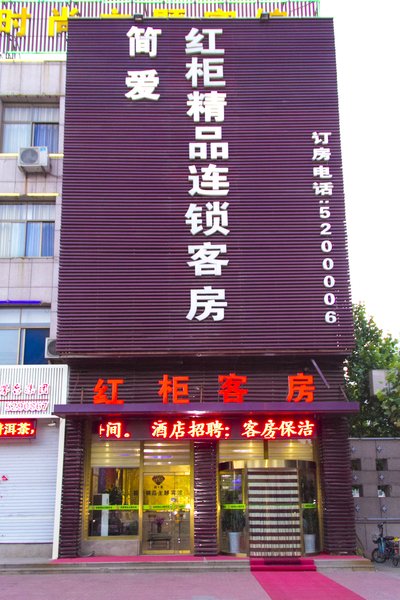 简爱
红柜精品连锁客房
订房电话:5200006
红柜客房
间。 酒店招聘: 客房保洁